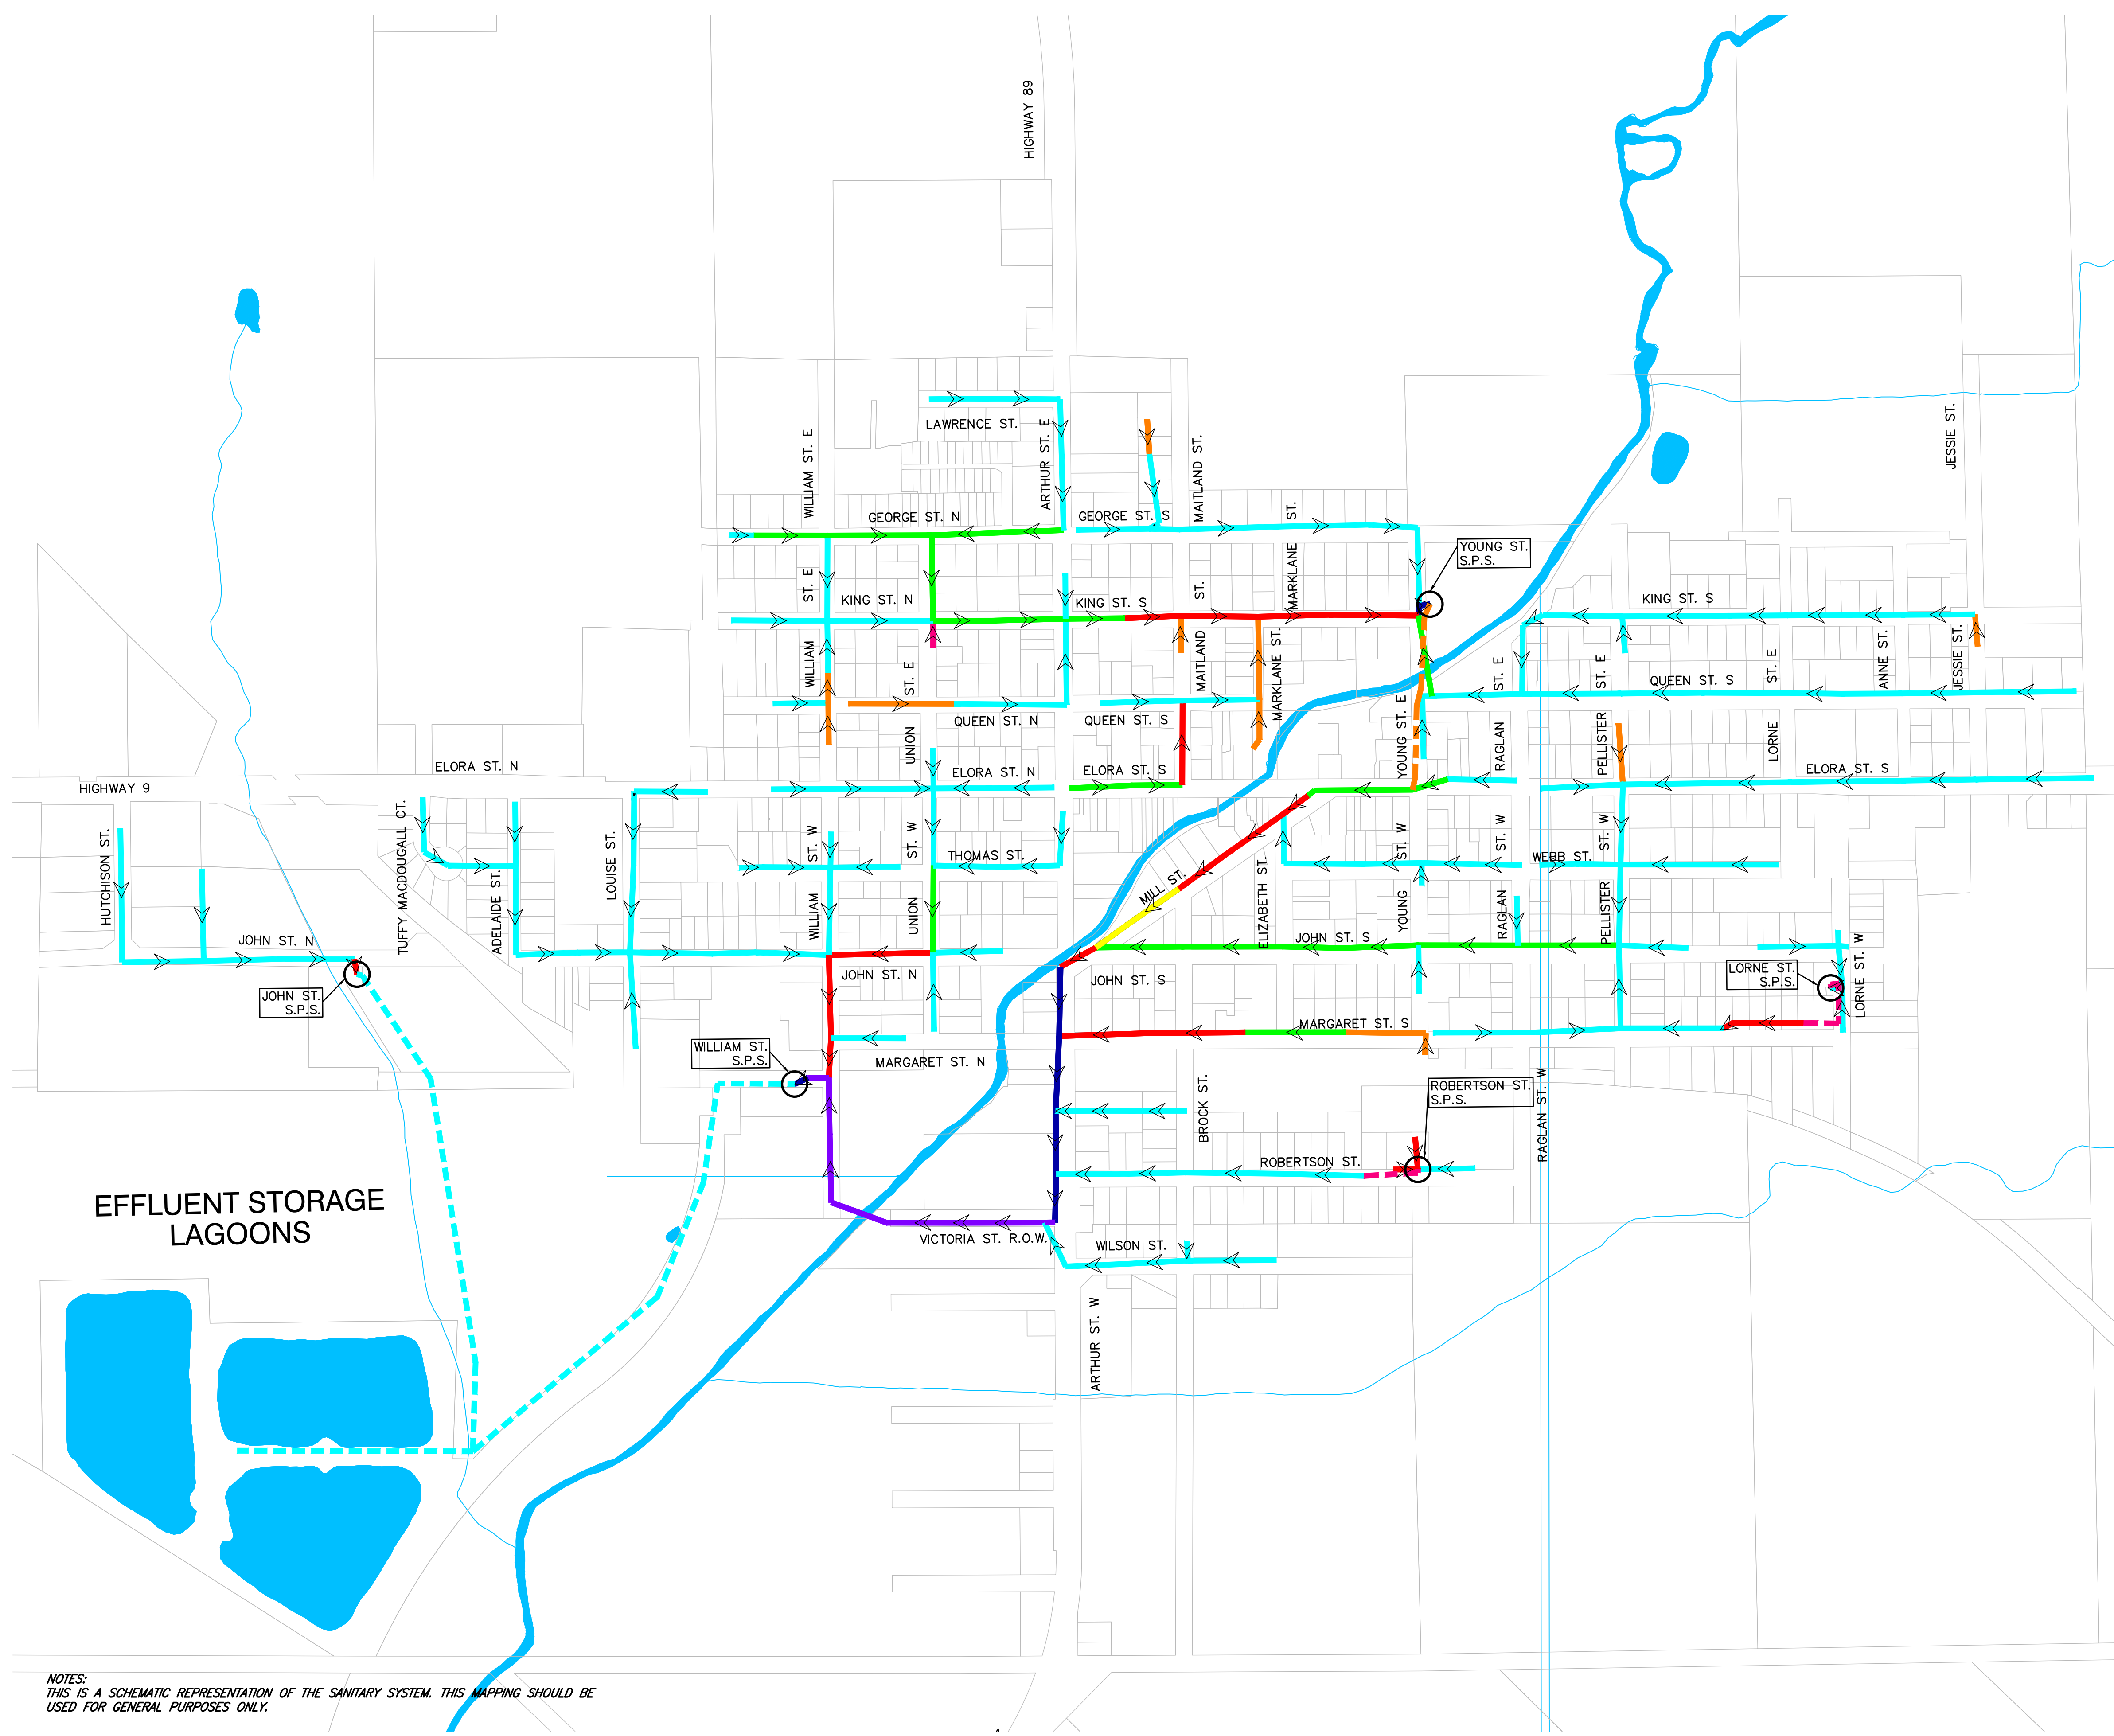 HIGHWAY 89
LAWRENCE ST.
ARTHUR ST. E
WILLIAM ST. E
MAITLAND ST.
JESSIE ST.
GEORGE ST. N
GEORGE ST. S
ST.
MARKLANE
YOUNG ST.
S.P.S.
ST. E
KING ST. N
KING ST. S
ST.
KING ST. S
WILLIAM
ST. E
MAITLAND
MARKLANE ST.
ST. E
ST. E
ST. E
ANNE ST.
JESSIE ST.
QUEEN ST. S
QUEEN ST. N
QUEEN ST. S
UNION
YOUNG ST. E
RAGLAN
PELLISTER
LORNE
ELORA ST. N
ELORA ST. N
ELORA ST. S
ELORA ST. S
HIGHWAY 9
HUTCHISON ST.
TUFFY MACDOUGALL CT.
ADELAIDE ST.
LOUISE ST.
ST. W
ST. W
THOMAS ST.
ST. W
ST. W
ST. W
WEBB ST.
MILL ST.
WILLIAM
UNION
ELIZABETH ST.
YOUNG
RAGLAN
PELLISTER
JOHN ST. N
JOHN ST. S
JOHN ST. N
JOHN ST. S
LORNE ST.
S.P.S.
LORNE ST. W
JOHN ST.
S.P.S.
MARGARET ST. S
WILLIAM ST.
S.P.S.
MARGARET ST. N
BROCK ST.
ROBERTSON ST.
S.P.S.
RAGLAN ST. W
ROBERTSON ST.
EFFLUENT STORAGE
LAGOONS
VICTORIA ST. R.O.W.
WILSON ST.
ARTHUR ST. W
NOTES:
THIS IS A SCHEMATIC REPRESENTATION OF THE SANITARY SYSTEM. THIS MAPPING SHOULD BE
USED FOR GENERAL PURPOSES ONLY.